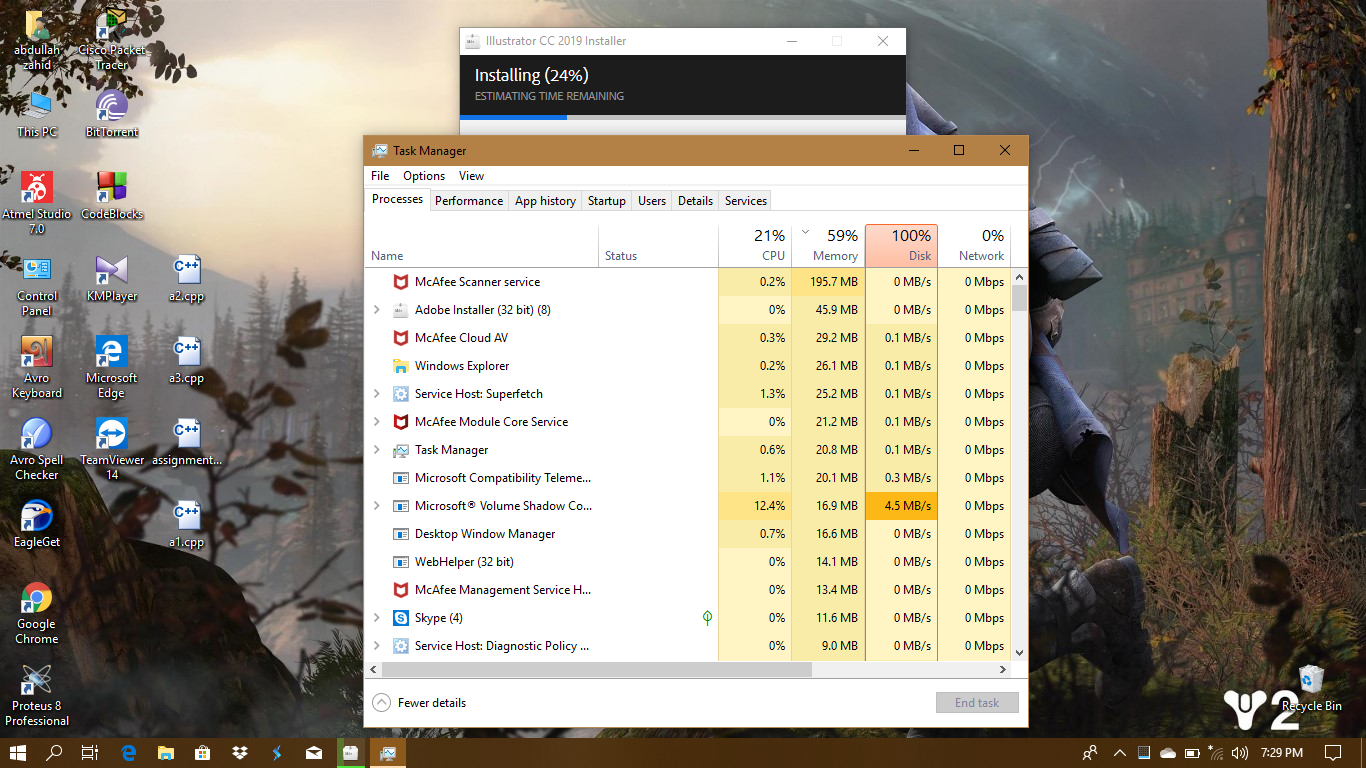 abdullah
zahid
Cisco Packet
Tracer
This PC
BitTorrent
Atmel Studio
7.0
CodeBlocks
Control
Panel
KMPlayer
a2.cpp
Avro
Keyboard
Microsoft
Edge
a3.cpp
Avro Spell
Checker
TeamViewer
14
assignment...
EagleGet
a1.cpp
Google
Chrome
Proteus 8
Professional
Illustrator CC 2019 Installer
Installing (24%)
ESTIMATING TIME REMAINING
Task Manager
File Options View
Processes Performance App history Startup Users Details Services
21% 59% 100% 0%
Name Status CPU Memory Disk Network
McAfee Scanner service 0.2% 195.7 MB 0 MB/s 0 Mbps
Adobe Installer (32 bit) (8) 0% 45.9 MB 0 MB/s 0 Mbps
McAfee Cloud AV 0.3% 29.2 MB 0.1 MB/s 0 Mbps
Windows Explorer 0.2% 26.1 MB 0.1 MB/s 0 Mbps
Service Host: Superfetch 1.3% 25.2 MB 0.1 MB/s 0 Mbps
McAfee Module Core Service 0% 21.2 MB 0.1 MB/s 0 Mbps
Task Manager 0.6% 20.8 MB 0.1 MB/s 0 Mbps
Microsoft Compatibility Teleme... 1.1% 20.1 MB 0.3 MB/s 0 Mbps
Microsoft® Volume Shadow Co... 12.4% 16.9 MB 4.5 MB/s 0 Mbps
Desktop Window Manager 0.7% 16.6 MB 0 MB/s 0 Mbps
WebHelper (32 bit) 0% 14.1 MB 0 MB/s 0 Mbps
McAfee Management Service H... 0% 13.4 MB 0 MB/s 0 Mbps
Skype (4) 0% 11.6 MB 0 MB/s 0 Mbps
Service Host: Diagnostic Policy ... 0% 9.0 MB 0 MB/s 0 Mbps
Fewer details
End task
2
Recycle Bin
7:29 PM